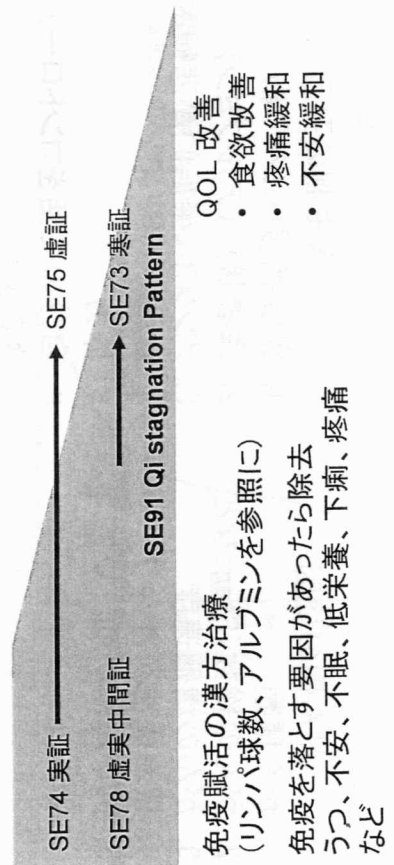 SE74 実証
SE75 虚証
SE78 虚実中間証
SE73 寒証
SE91 Qi stagnation Pattern
免疫賦活の漢方治療
(リンパ球数、アルブミンを参照に)
免疫を落とす要因があったら除去
うつ、不安、不眠、低栄養、下痢、疼痛
など
QOL 改善
・ 食欲改善
・ 疼痛緩和
・ 不安緩和